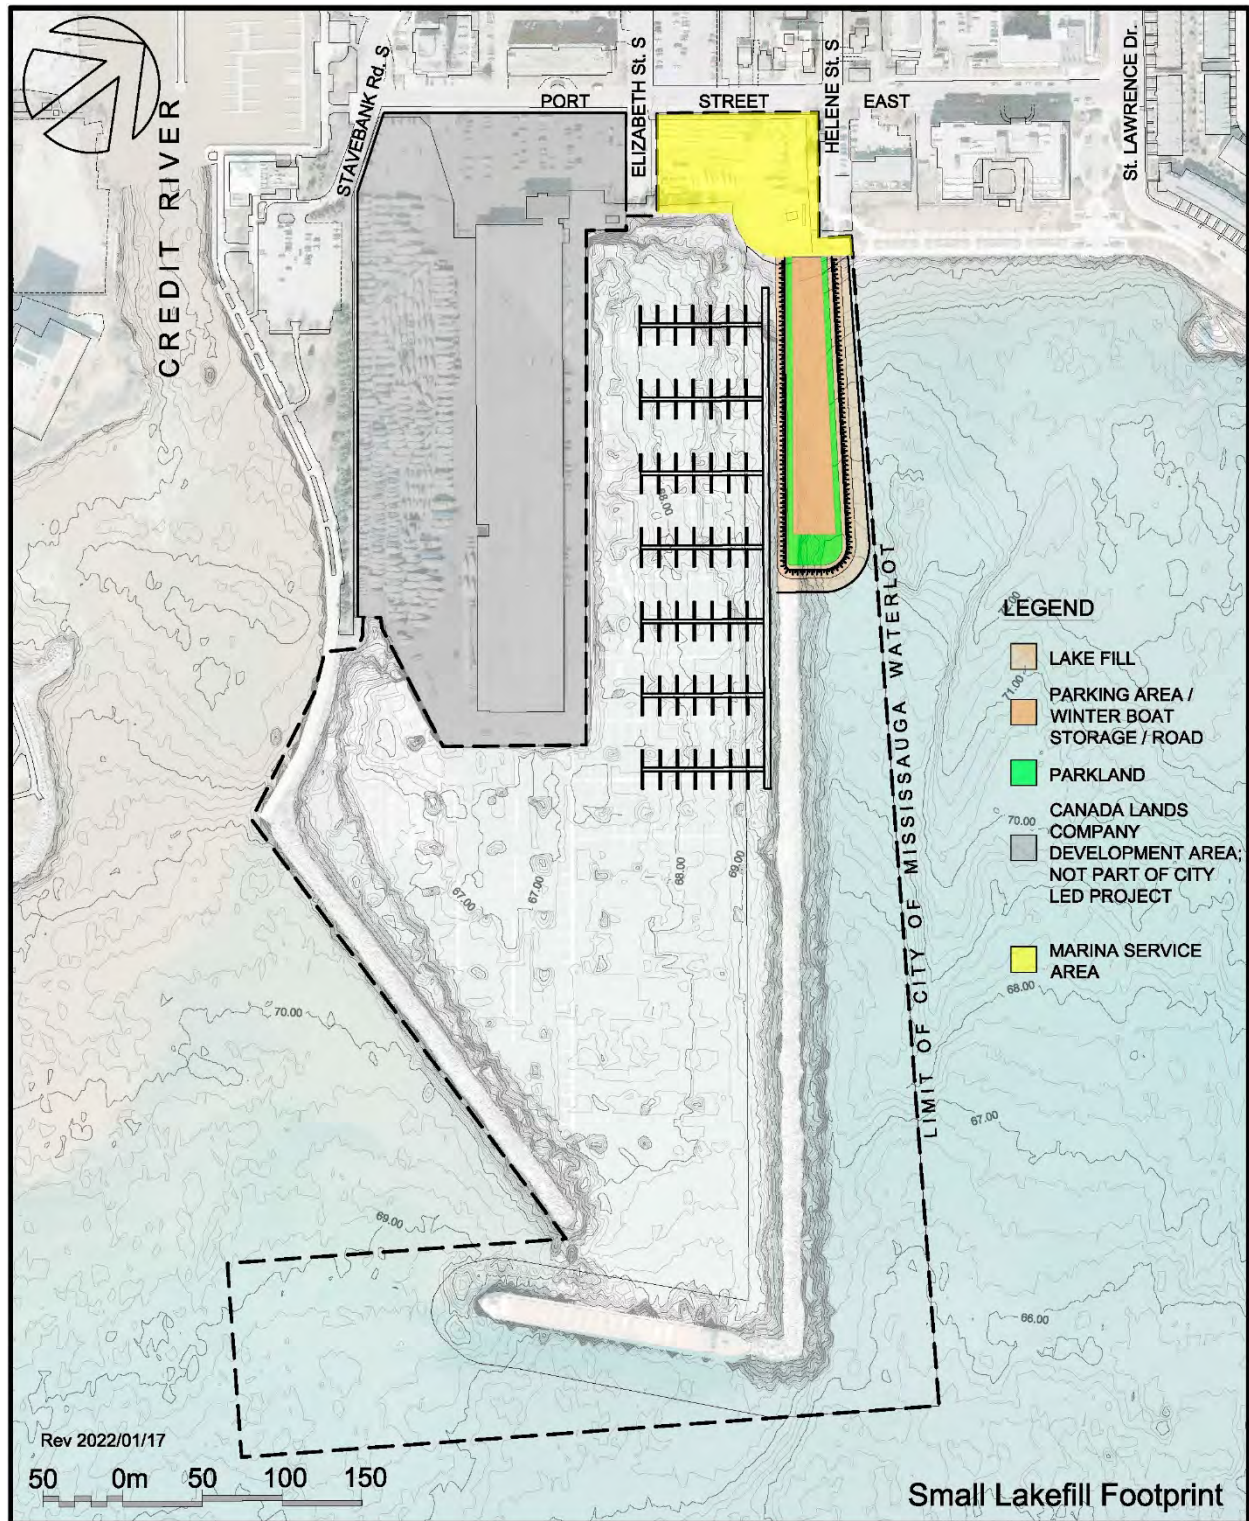 STAVEBANK Rd. S
ELIZABETH St. S
HELENE St. S
St. LAWRENCE Dr.
PORT STREET EAST
CREDIT RIVER
68.00
LIMIT OF CITY OF MISSISSAUGA WATERLOT
LEGEND
LAKE FILL
PARKING AREA /
WINTER BOAT
STORAGE / ROAD
PARKLAND
CANADA LANDS
COMPANY
DEVELOPMENT AREA;
NOT PART OF CITY
LED PROJECT
MARINA SERVICE
AREA
71.00
70.00
67.00
67.00
68.00
69.00
70.00
68.00
67.00
69.00
66.00
Rev 2022/01/17
50 0m 50 100 150
Small Lakefill Footprint